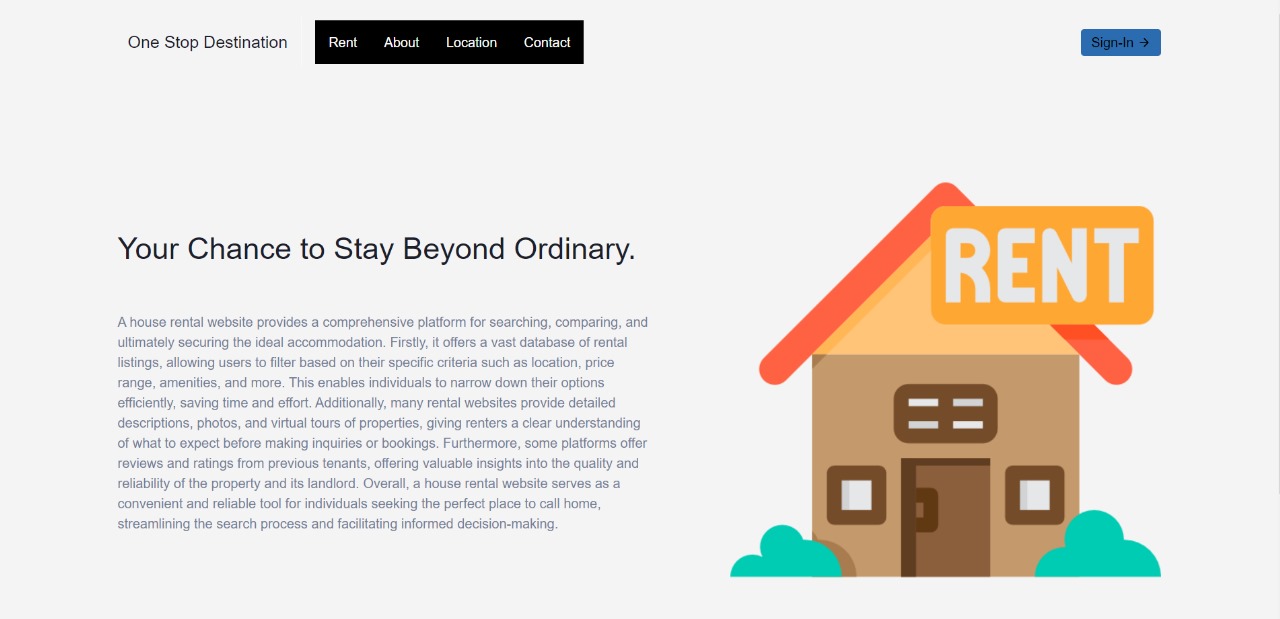 One Stop Destination
Rent
About
Location
Contact
Sign-In →
Your Chance to Stay Beyond Ordinary.
A house rental website provides a comprehensive platform for searching, comparing, and
ultimately securing the ideal accommodation. Firstly, it offers a vast database of rental
listings, allowing users to filter based on their specific criteria such as location, price
range, amenities, and more. This enables individuals to narrow down their options
efficiently, saving time and effort. Additionally, many rental websites provide detailed
descriptions, photos, and virtual tours of properties, giving renters a clear understanding
of what to expect before making inquiries or bookings. Furthermore, some platforms offer
reviews and ratings from previous tenants, offering valuable insights into the quality and
reliability of the property and its landlord. Overall, a house rental website serves as a
convenient and reliable tool for individuals seeking the perfect place to call home,
streamlining the search process and facilitating informed decision-making.
RENT